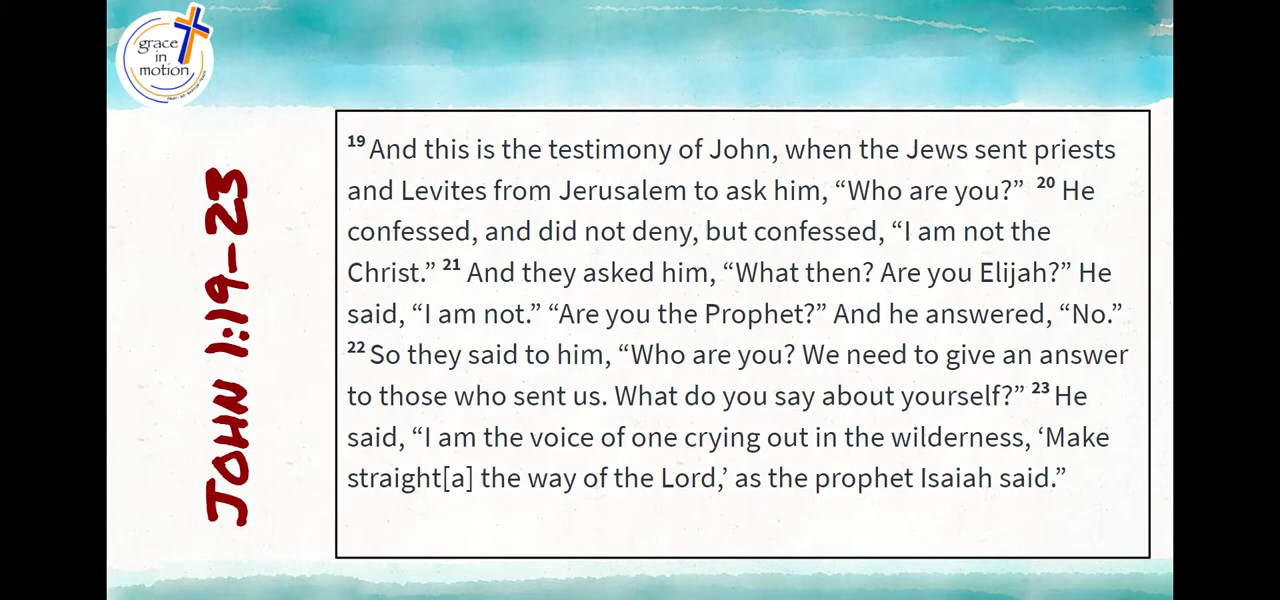 grace
in
motion
JOHN 1:19-23
19 And this is the testimony of John, when the Jews sent priests
and Levites from Jerusalem to ask him, “Who are you?” 20 He
confessed, and did not deny, but confessed, “I am not the
Christ.” 21 And they asked him, “What then? Are you Elijah?” He
said, “I am not.” “Are you the Prophet?” And he answered, “No.”
22 So they said to him, “Who are you? We need to give an answer
to those who sent us. What do you say about yourself?” 23 He
said, “I am the voice of one crying out in the wilderness, ‘Make
straight[a] the way of the Lord,’ as the prophet Isaiah said.”